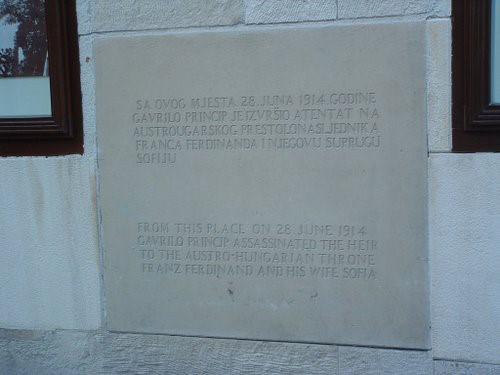 SA OVOG MJESTA 28. JUNA 1914. GODINE
GAVRILO PRINCIP JE IZVRŠIO ATENTAT NA
AUSTROUGARSKOG PRESTOLONASLJEDNIKA
FRANCA FERDINANDA I NJEGOVU SUPRUGU
SOFIJU
FROM THIS PLACE ON 28 JUNE 1914
GAVRILO PRINCIP ASSASSINATED THE HEIR
TO THE AUSTRO-HUNGARIAN THRONE
FRANZ FERDINAND AND HIS WIFE SOFIA